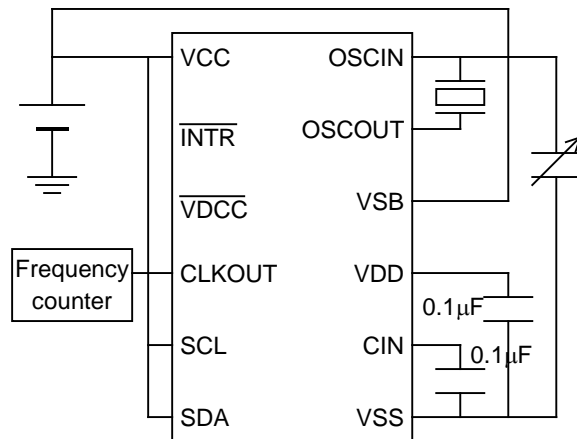 VCC
OSCIN
INTR
OSCOUT
VDCC
VSB
Frequency
counter
CLKOUT
VDD
0.1μF
SCL
CIN
0.1μF
SDA
VSS